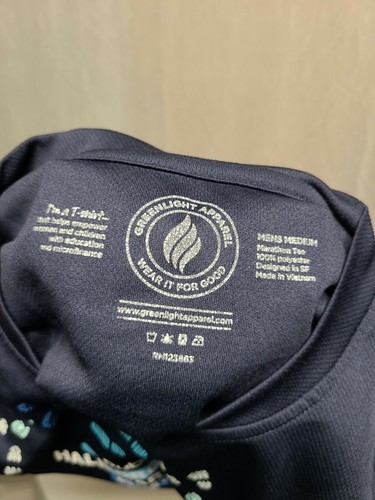 I'm a T-shirt...
that helps empower
women and children
with education
and microfinance
GREENLIGHT APPAREL
WEAR IT FOR GOOD
MENS MEDIUM
Marathon Tee
100% polyester
Designed in SF
Made in Vietnam
www.greenlightapparel.com
RN123863